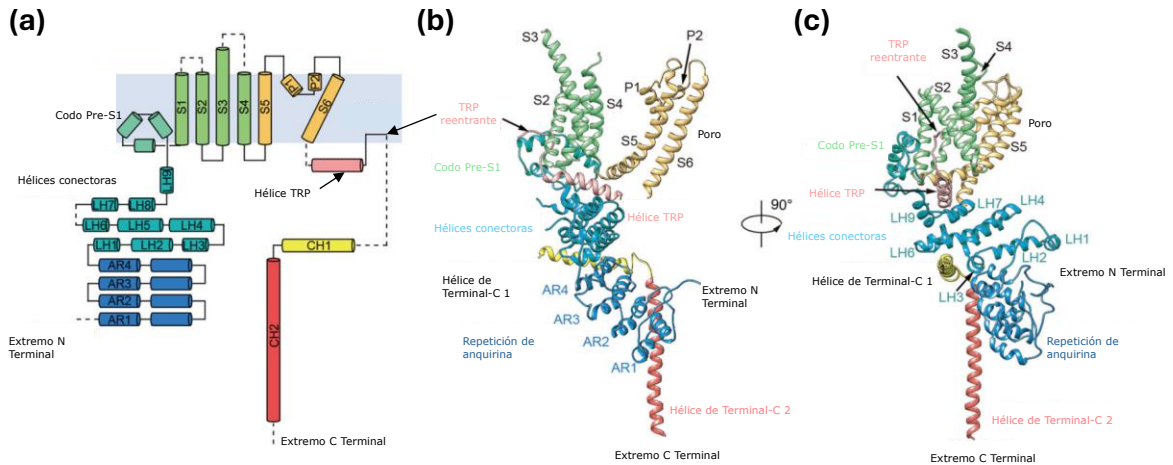 (a)
Codo Pre-S1
S1
S2
S3
S4
S5
P1
P2
S6
TRP
reentrante
Hélice TRP
Hélices conectoras
LH9
LH7
LH8
LH6
LH5
LH4
LH1
LH2
LH3
AR4
AR3
AR2
AR1
CH1
CH2
Extremo N
Terminal
Extremo C Terminal
(b)
S3
S2
S4
P2
P1
S5
S6
Poro
Codo Pre-S1
Hélice TRP
Hélices conectoras
Hélice de
Terminal-C 1
AR4
AR3
AR2
AR1
Extremo N
Terminal
Repetición de
anquirina
Hélice de Terminal-C 2
Extremo C Terminal
90°
(c)
TRP
reentrante
S3
S4
S2
S1
Poro
S5
Codo Pre-S1
Hélice TRP
LH7
LH4
LH9
Hélices conectoras
LH6
LH1
LH2
Hélice de Terminal-C 1
Extremo N Terminal
LH3
Repetición de
anquirina
Hélice de Terminal-C 2
Extremo C Terminal